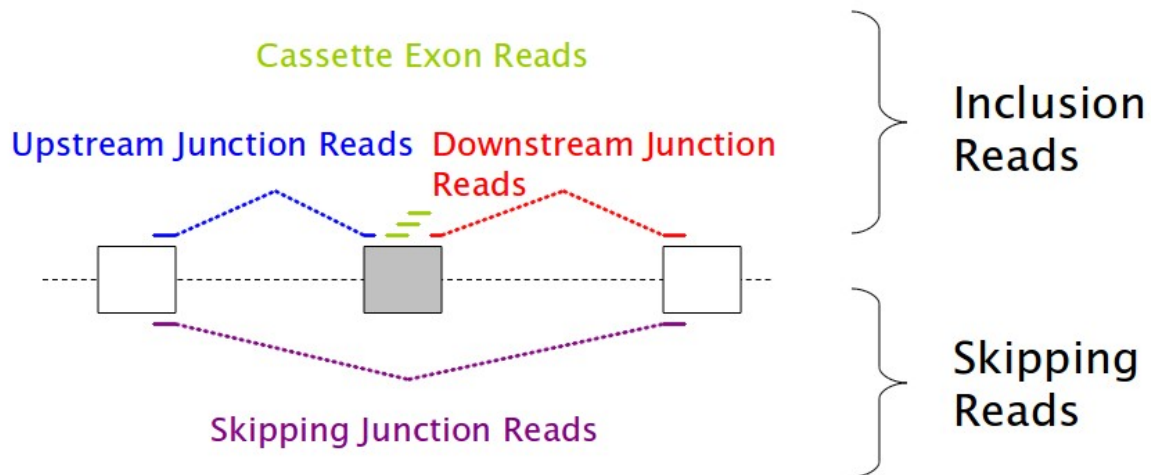 Cassette Exon Reads
Upstream Junction Reads
Downstream Junction
Reads
Inclusion
Reads
Skipping Junction Reads
Skipping
Reads